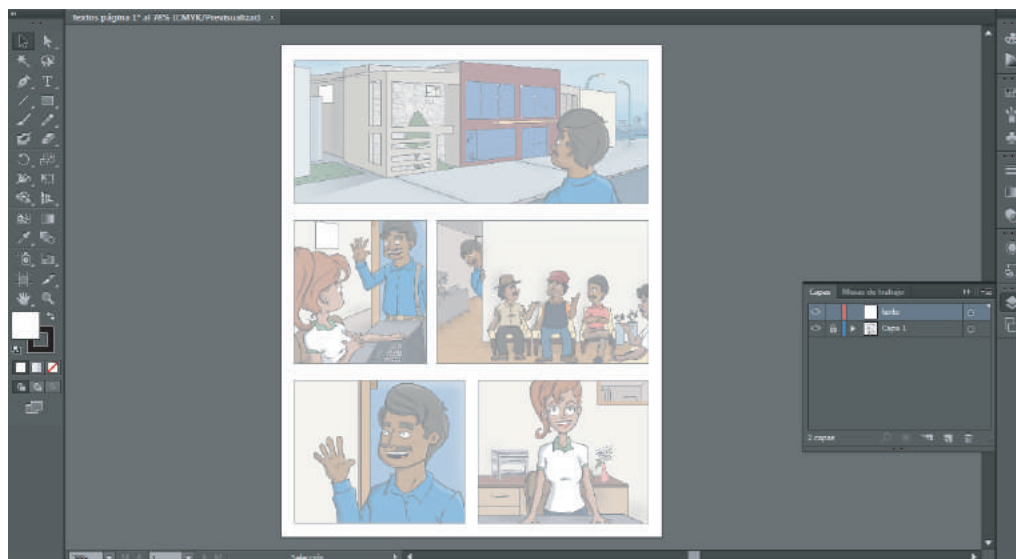 textos página 1* al 78% (CMYK/Previsualizar) ×
Capas Mesas de trabajo
texto
Capa 1
2 capas
Selección